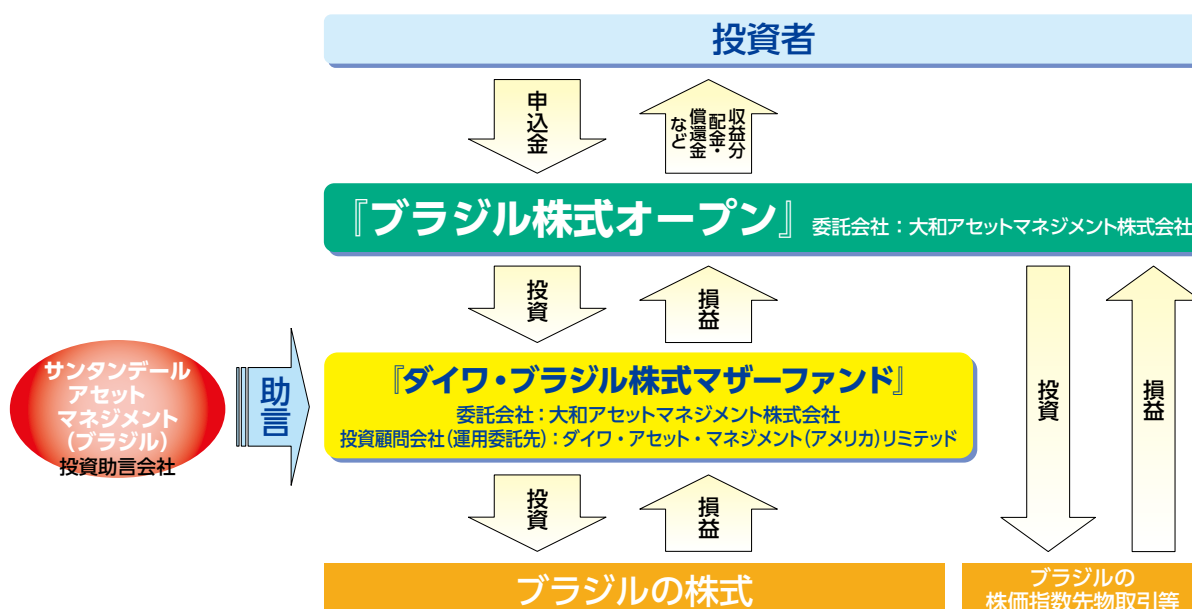 投資者
申込金
収益分
配金・
償還金
など
『ブラジル株式オープン』 委託会社：大和アセットマネジメント株式会社
投資
損益
サンタンデール
アセット
マネジメント
（ブラジル）
投資助言会社
助言
『ダイワ・ブラジル株式マザーファンド』
委託会社：大和アセットマネジメント株式会社
投資顧問会社（運用委託先）：ダイワ・アセット・マネジメント（アメリカ）リミテッド
投資
損益
投資
損益
ブラジルの株式
ブラジルの
株価指数先物取引等